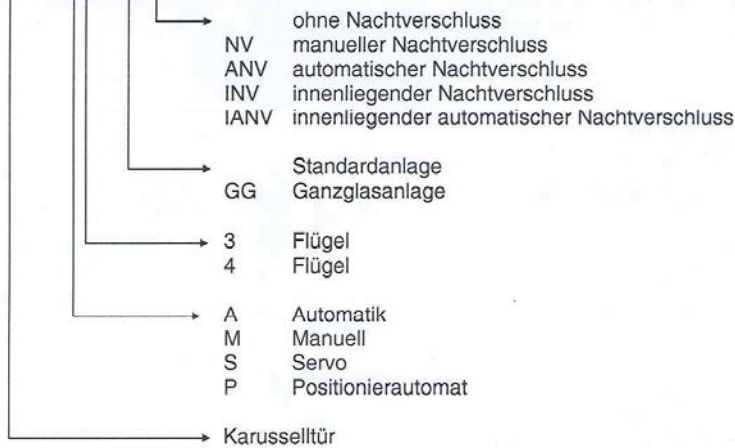 ohne Nachtverschluss
NV manueller Nachtverschluss
ANV automatischer Nachtverschluss
INV innenliegender Nachtverschluss
IANV innenliegender automatischer Nachtverschluss
Standardanlage
GG Ganzglasanlage
3 Flügel
4 Flügel
A Automatik
M Manuell
S Servo
P Positionierautomat
Karusselltür